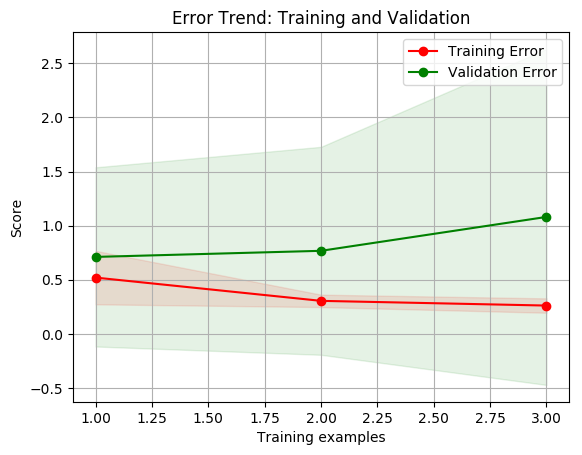 Error Trend: Training and Validation
Training Error
Validation Error
2.5
2.0
1.5
1.0
0.5
0.0
−0.5
Score
1.00 1.25 1.50 1.75 2.00 2.25 2.50 2.75 3.00
Training examples